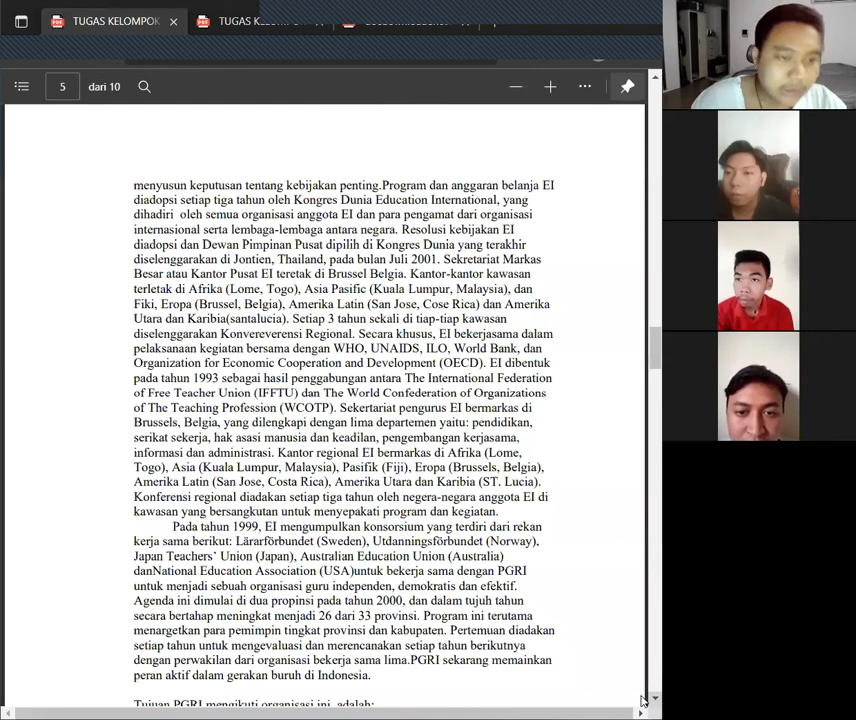 TUGAS KELOMPOK
TUGAS
5
dari 10
menyusun keputusan tentang kebijakan penting.Program dan anggaran belanja EI
diadopsi setiap tiga tahun oleh Kongres Dunia Education International, yang
dihadiri oleh semua organisasi anggota EI dan para pengamat dari organisasi
internasional serta lembaga-lembaga antara negara. Resolusi kebijakan EI
diadopsi dan Dewan Pimpinan Pusat dipilih di Kongres Dunia yang terakhir
diselenggarakan di Jontien, Thailand, pada bulan Juli 2001. Sekretariat Markas
Besar atau Kantor Pusat EI teretak di Brussel Belgia. Kantor-kantor kawasan
terletak di Afrika (Lome, Togo), Asia Pasifik (Kuala Lumpur, Malaysia), dan
Fiki, Eropa (Brussel, Belgia), Amerika Latin (San Jose, Cose Rica) dan Amerika
Utara dan Karibia(santalucia). Setiap 3 tahun sekali di tiap-tiap kawasan
diselenggarakan Konvereverensi Regional. Secara khusus, EI bekerjasama dalam
pelaksanaan kegiatan bersama dengan WHO, UNAIDS, ILO, World Bank, dan
Organization for Economic Cooperation and Development (OECD). EI dibentuk
pada tahun 1993 sebagai hasil penggabungan antara The International Federation
of Free Teacher Union (IFFTU) dan The World Confederation of Organizations
of The Teaching Profession (WCOTP). Sekertariat pengurus EI bermarkas di
Brussels, Belgia, yang dilengkapi dengan lima departemen yaitu: pendidikan,
serikat sekerja, hak asasi manusia dan keadilan, pengembangan kerjasama,
informasi dan administrasi. Kantor regional EI bermarkas di Afrika (Lome,
Togo), Asia (Kuala Lumpur, Malaysia), Pasifik (Fiji), Eropa (Brussels, Belgia),
Amerika Latin (San Jose, Costa Rica), Amerika Utara dan Karibia (ST. Lucia).
Konferensi regional diadakan setiap tiga tahun oleh negera-negara anggota EI di
kawasan yang bersangkutan untuk menyepakati program dan kegiatan.
Pada tahun 1999, EI mengumpulkan konsorsium yang terdiri dari rekan
kerja sama berikut: Lärarförbundet (Sweden), Utdanningsförbundet (Norway),
Japan Teachers' Union (Japan), Australian Education Union (Australia)
danNational Education Association (USA)untuk bekerja sama dengan PGRI
untuk menjadi sebuah organisasi guru independen, demokratis dan efektif.
Agenda ini dimulai di dua propinsi pada tahun 2000, dan dalam tujuh tahun
secara bertahap meningkat menjadi 26 dari 33 provinsi. Program ini terutama
menargetkan para pemimpin tingkat provinsi dan kabupaten. Pertemuan diadakan
setiap tahun untuk mengevaluasi dan merencanakan setiap tahun berikutnya
dengan perwakilan dari organisasi bekerja sama lima.PGRI sekarang memainkan
peran aktif dalam gerakan buruh di Indonesia.
Tujuan PGRI mengikuti organisasi ini, adalah: